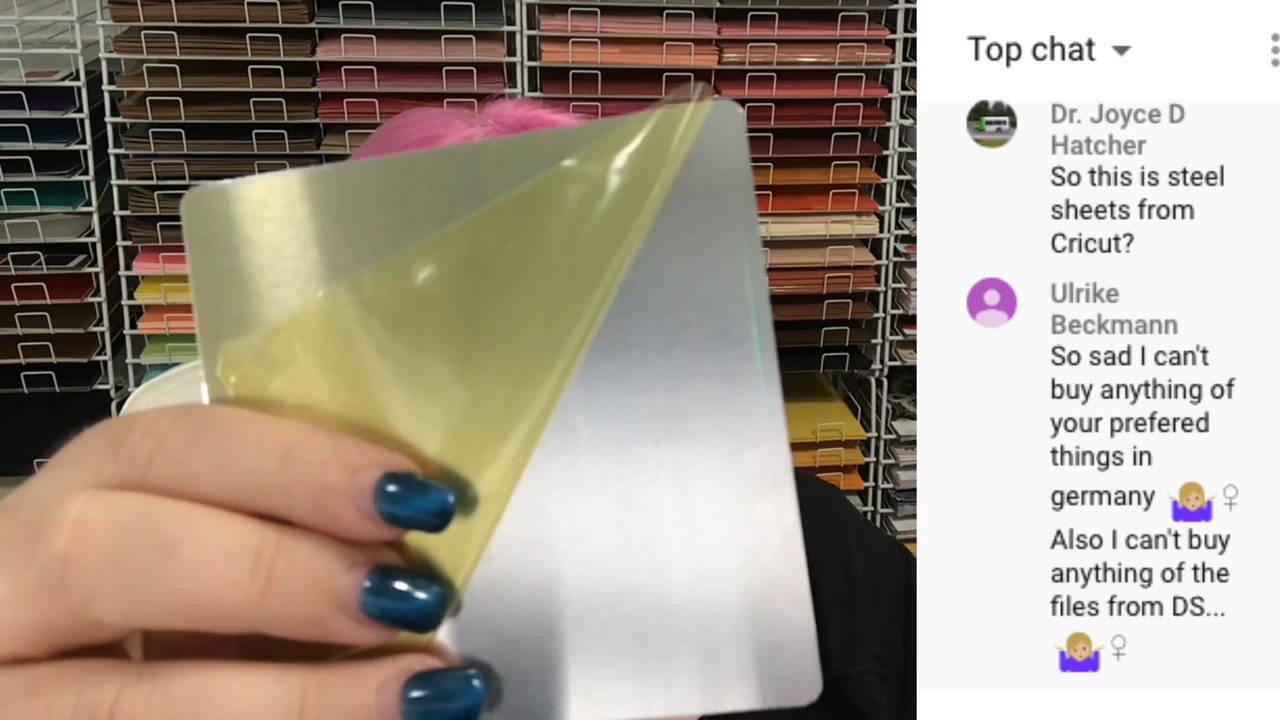 Top chat
Dr. Joyce D
Hatcher
So this is steel
sheets from
Cricut?
Ulrike
Beckmann
So sad I can't
buy anything of
your prefered
things in
germany 🤷🏼♀
Also I can't buy
anything of the
files from DS...
🤷🏼♀